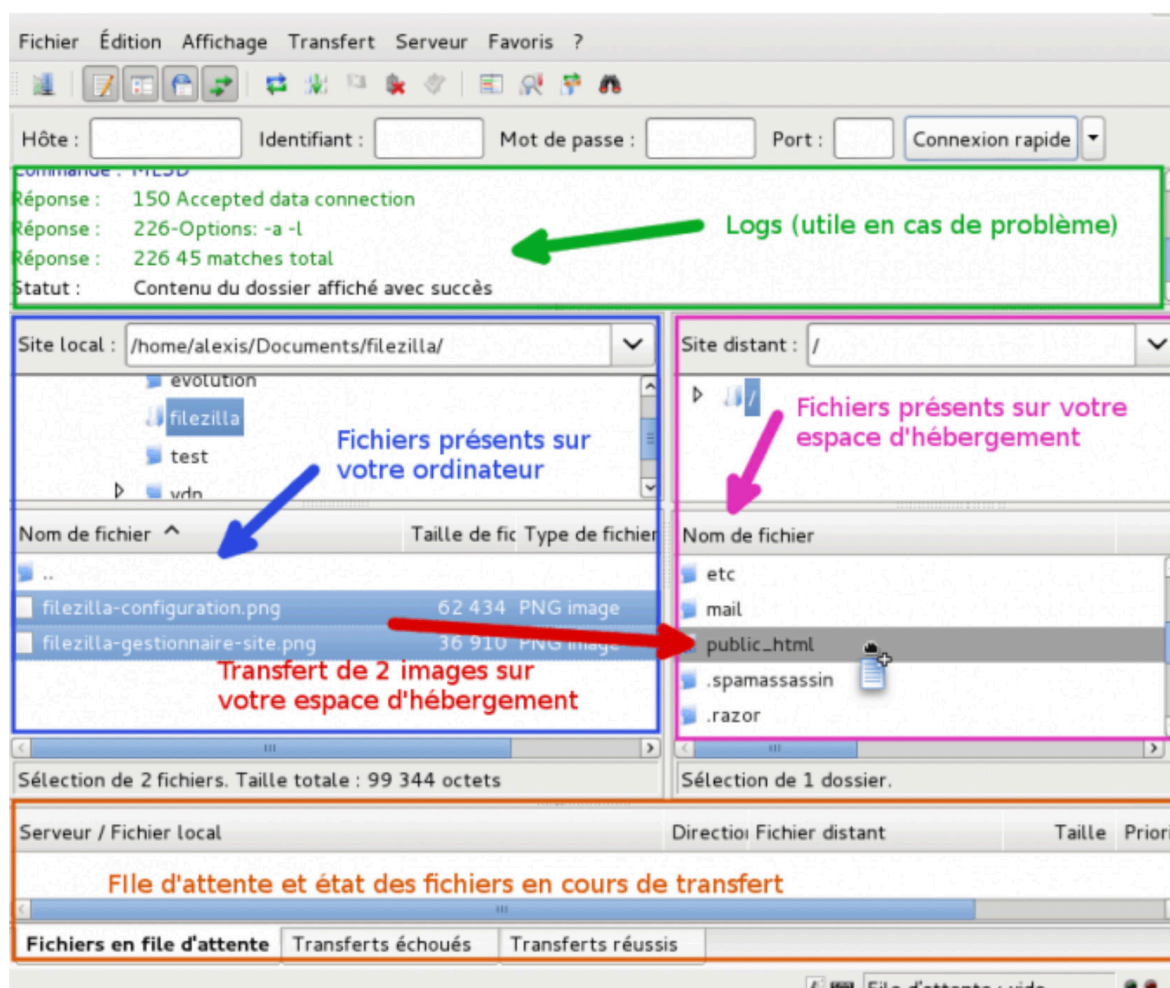 Fichier Édition Affichage Transfert Serveur Favoris ?
Hôte : Identifiant : Mot de passe : Port : Connexion rapide
Commande : MLSD
Réponse : 150 Accepted data connection
Réponse : 226-Options: -a -l
Réponse : 226 45 matches total
Statut : Contenu du dossier affiché avec succès
Logs (utile en cas de problème)
Site local : /home/alexis/Documents/filezilla/
evolution
filezilla
test
vdn
Fichiers présents sur
votre ordinateur
Nom de fichier Taille de fic Type de fichier
..
filezilla-configuration.png 62 434 PNG image
filezilla-gestionnaire-site.png 36 910 PNG image
Transfert de 2 images sur
votre espace d'hébergement
Sélection de 2 fichiers. Taille totale : 99 344 octets
Site distant : /
/
Fichiers présents sur votre
espace d'hébergement
Nom de fichier
etc
mail
public_html
.spamassassin
.razor
Sélection de 1 dossier.
Serveur / Fichier local Direction Fichier distant Taille Priori
FIle d'attente et état des fichiers en cours de transfert
Fichiers en file d'attente Transferts échoués Transferts réussis
File d'attente : vide